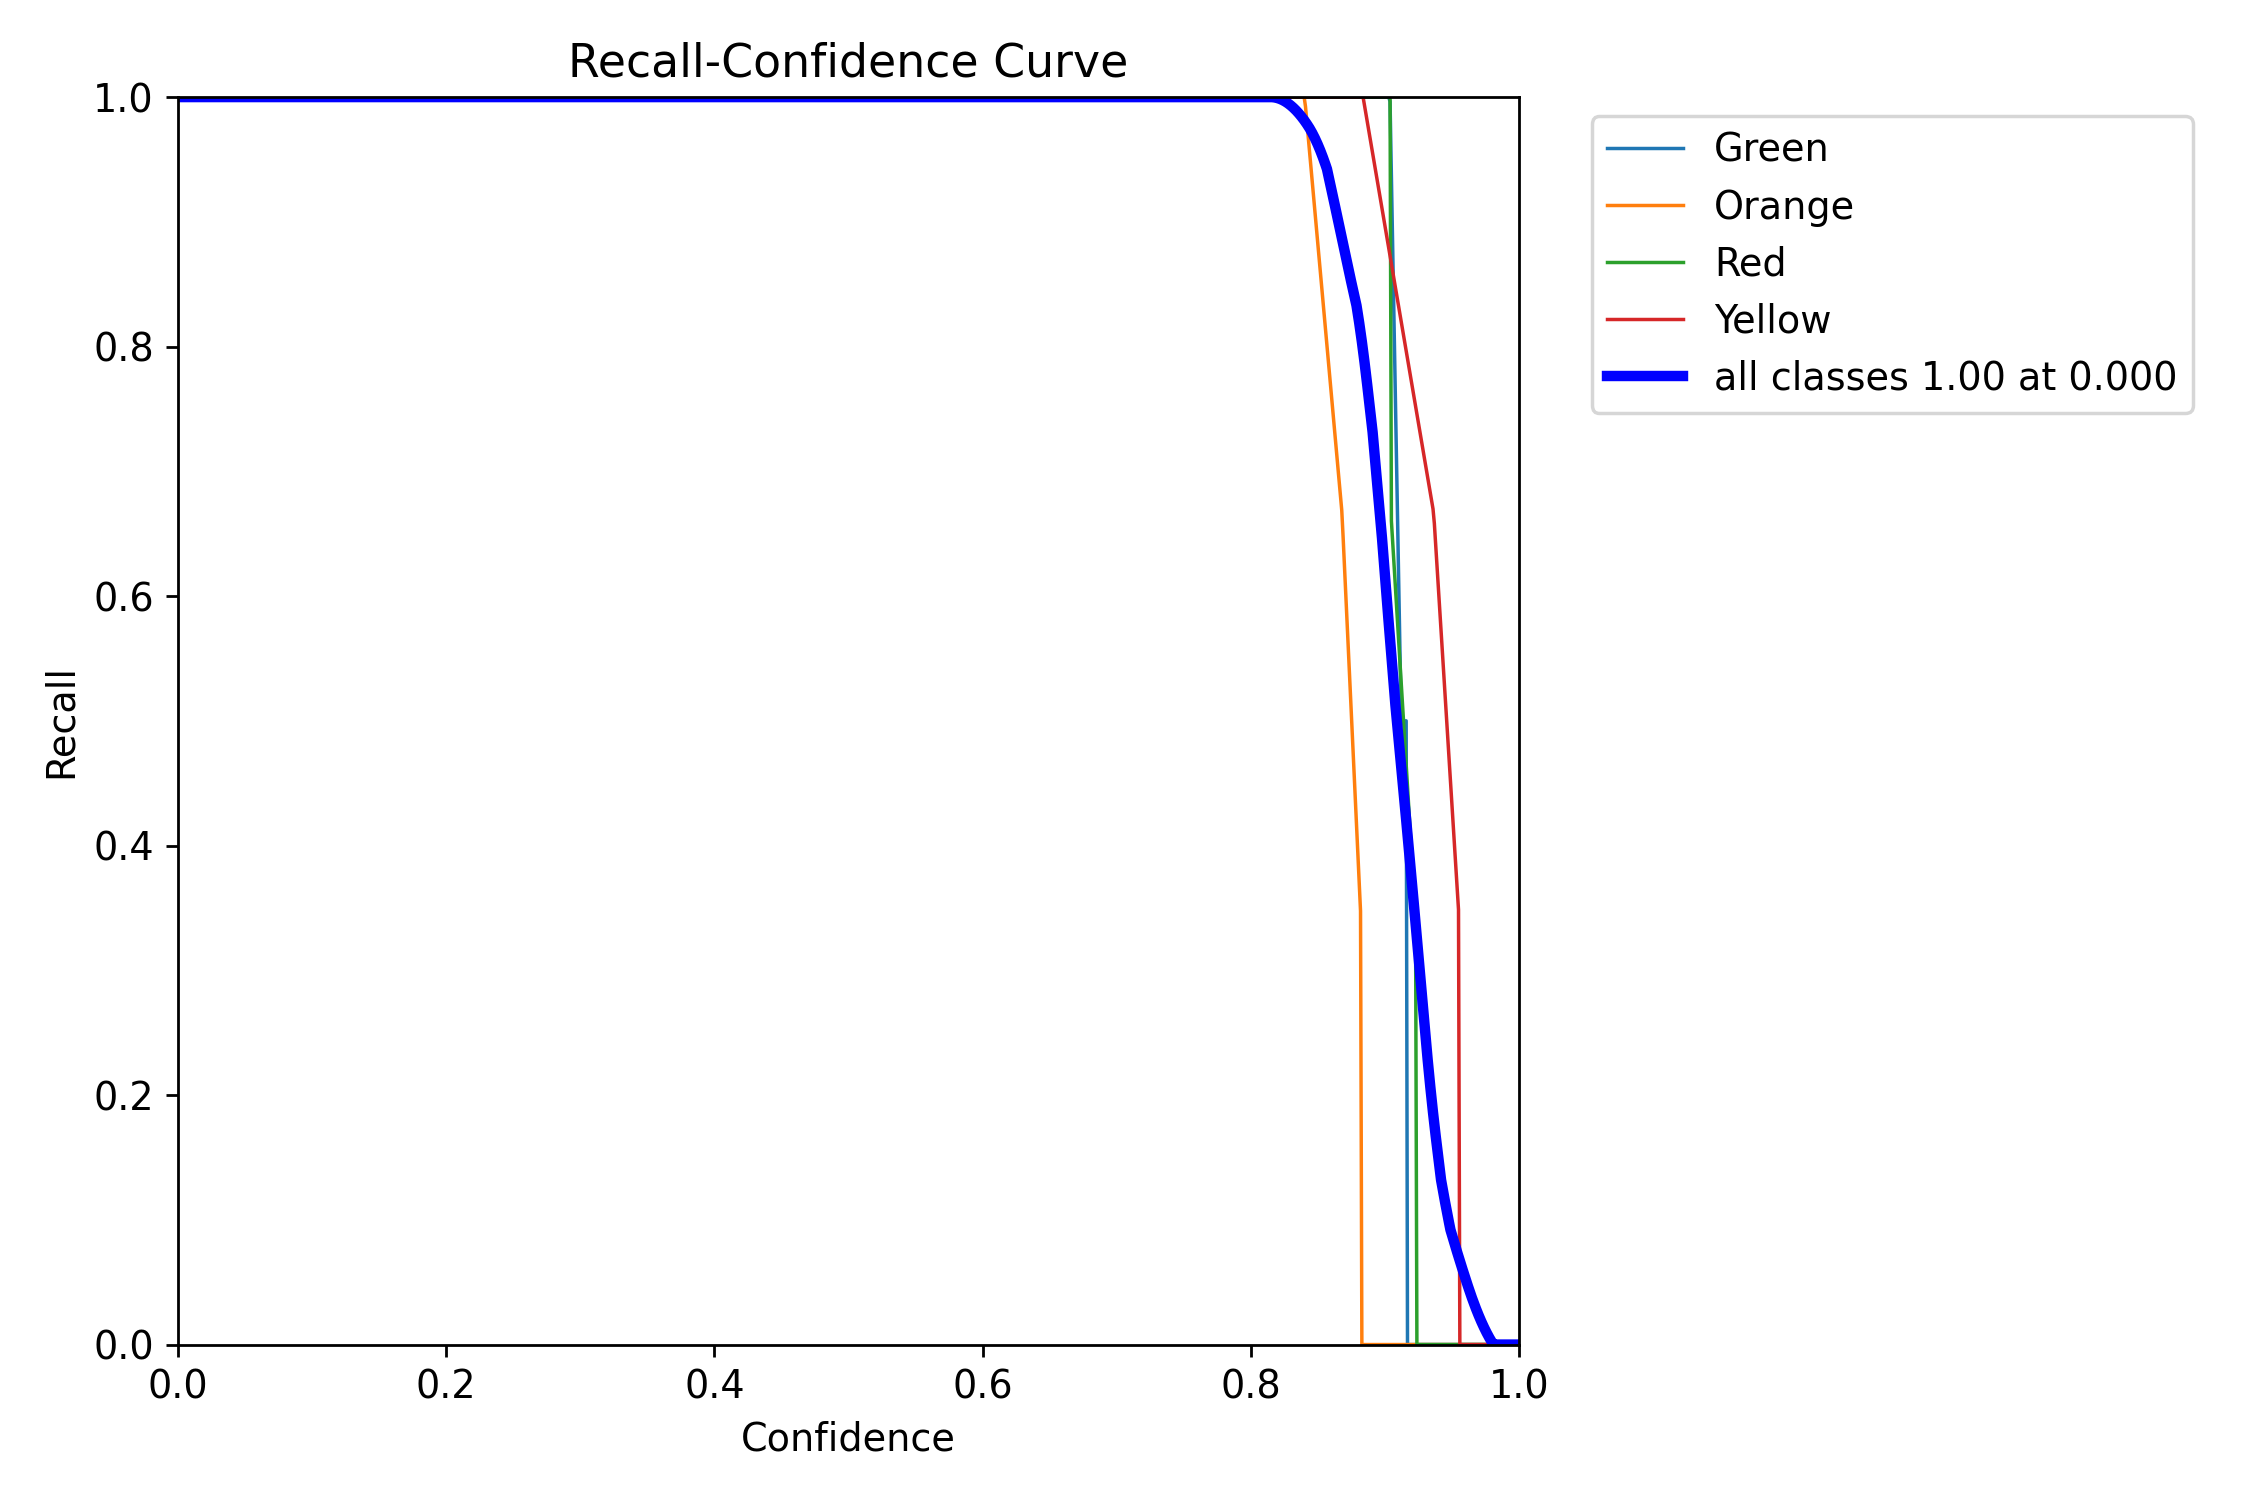 Recall-Confidence Curve
1.0
0.8
0.6
0.4
0.2
0.0
Recall
0.0 0.2 0.4 0.6 0.8 1.0
Confidence
Green
Orange
Red
Yellow
all classes 1.00 at 0.000